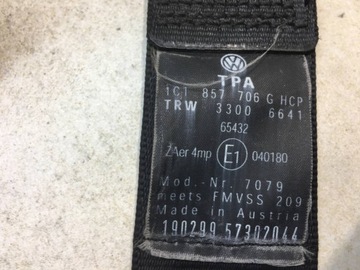 TPA
1C1 857 706 G HCP
TRW 3300 6641
65432
ZAer 4mp E1 040180
Mod.-Nr. 7079
meets FMVSS 209
Made in Austria
190299 57302044